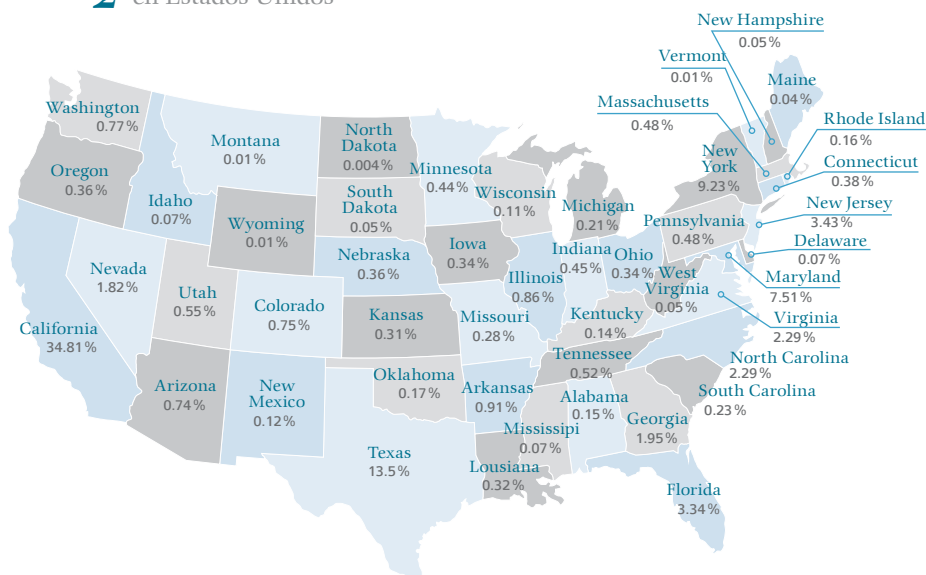 2 en Estados Unidos
New Hampshire
0.05%
Vermont
0.01%
Maine
0.04%
Massachusetts
0.48%
Rhode Island
0.16%
Connecticut
0.38%
New Jersey
3.43%
Delaware
0.07%
Maryland
7.51%
Virginia
2.29%
North Carolina
2.29%
South Carolina
0.23%
Washington
0.77%
Oregon
0.36%
Idaho
0.07%
Montana
0.01%
North
Dakota
0.004%
South
Dakota
0.05%
Minnesota
0.44%
Wisconsin
0.11%
Michigan
0.21%
New
York
9.23%
Pennsylvania
0.48%
Wyoming
0.01%
Nebraska
0.36%
Iowa
0.34%
Illinois
0.86%
Indiana
0.45%
Ohio
0.34%
West
Virginia
0.05%
Nevada
1.82%
Utah
0.55%
Colorado
0.75%
Kansas
0.31%
Missouri
0.28%
Kentucky
0.14%
Tennessee
0.52%
California
34.81%
Arizona
0.74%
New
Mexico
0.12%
Oklahoma
0.17%
Arkansas
0.91%
Mississipi
0.07%
Alabama
0.15%
Georgia
1.95%
Texas
13.5%
Lousiana
0.32%
Florida
3.34%